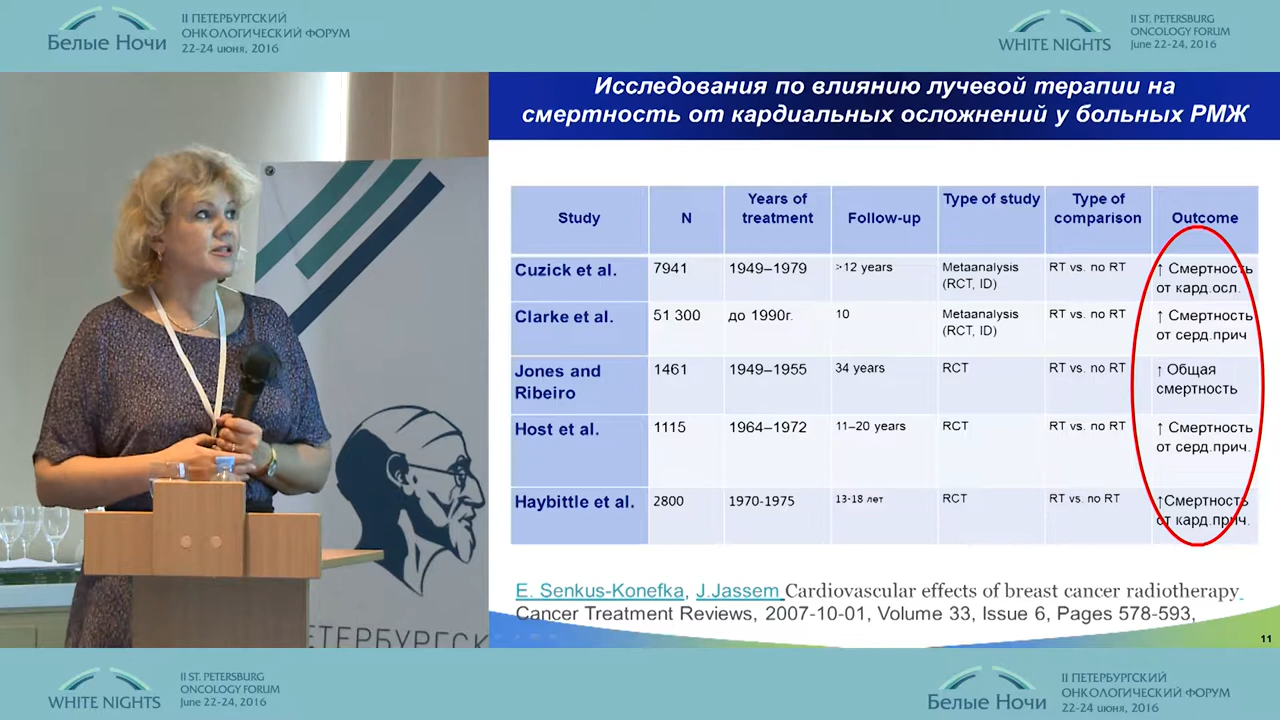 Белые Ночи
II ПЕТЕРБУРГСКИЙ
ОНКОЛОГИЧЕСКИЙ ФОРУМ
22-24 июня, 2016
WHITE NIGHTS
II ST. PETERSBURG
ONCOLOGY FORUM
June 22-24, 2016
Исследования по влиянию лучевой терапии на
смертность от кардиальных осложнений у больных РМЖ
Study
N
Years of
treatment
Follow-up
Type of study
Type of
comparison
Outcome
Cuzick et al.
7941
1949–1979
>12 years
Metaanalysis
(RCT, ID)
RT vs. no RT
↑ Смертность
от кард.осл.
Clarke et al.
51 300
до 1990г.
10
Metaanalysis
(RCT, ID)
RT vs. no RT
↑ Смертность
от серд.прич
Jones and
Ribeiro
1461
1949–1955
34 years
RCT
RT vs. no RT
↑ Общая
смертность
Host et al.
1115
1964–1972
11–20 years
RCT
RT vs. no RT
↑ Смертность
от серд.прич.
Haybittle et al.
2800
1970-1975
13-18 лет
RCT
RT vs. no RT
↑Смертность
от кард.прич.
E. Senkus-Konefka, J.Jassem Cardiovascular effects of breast cancer radiotherapy
Cancer Treatment Reviews, 2007-10-01, Volume 33, Issue 6, Pages 578-593,
11
ПЕТЕРБУРГСК
WHITE NIGHTS
II ST. PETERSBURG
ONCOLOGY FORUM
June 22-24, 2016
Белые Ночи
II ПЕТЕРБУРГСКИЙ
ОНКОЛОГИЧЕСКИЙ ФОРУМ
22-24 июня, 2016